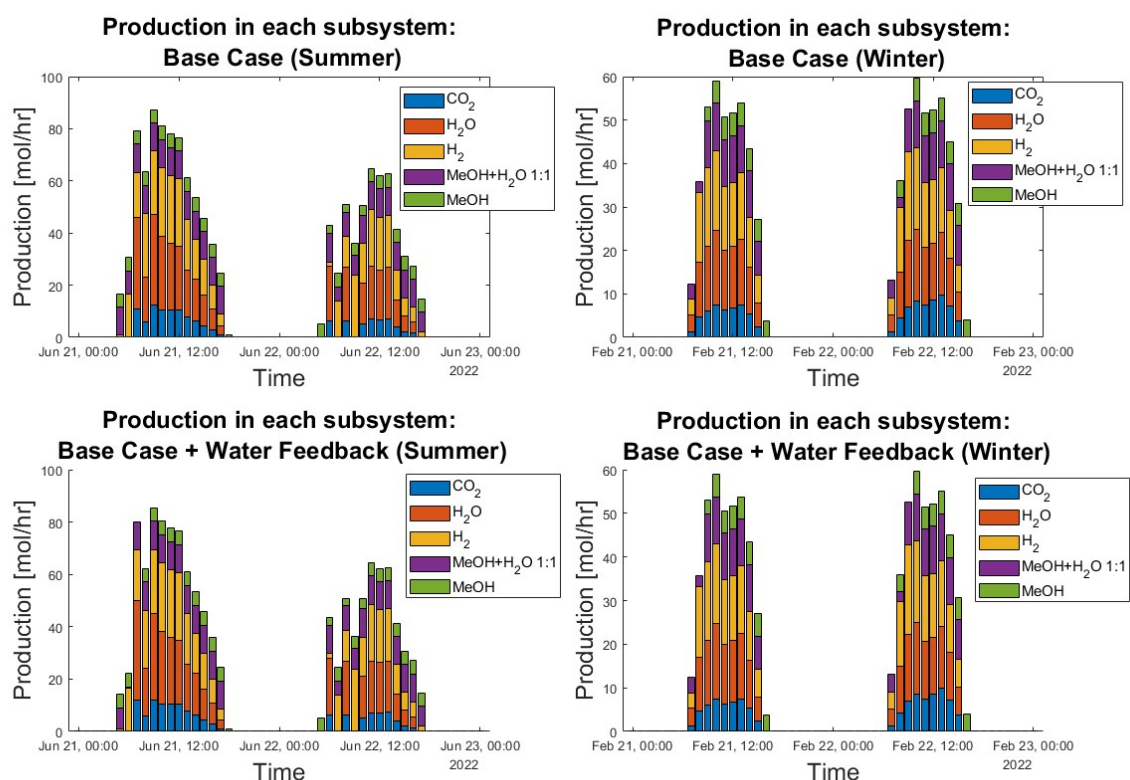 Production in each subsystem:
Base Case (Summer)
Production [mol/hr]
100
80
60
40
20
0
CO2
H2O
H2
MeOH+H2O 1:1
MeOH
Jun 21, 00:00
Jun 21, 12:00
Jun 22, 00:00
Jun 22, 12:00
Jun 23, 00:00
2022
Time
Production in each subsystem:
Base Case (Winter)
Production [mol/hr]
60
50
40
30
20
10
0
CO2
H2O
H2
MeOH+H2O 1:1
MeOH
Feb 21, 00:00
Feb 21, 12:00
Feb 22, 00:00
Feb 22, 12:00
Feb 23, 00:00
2022
Time
Production in each subsystem:
Base Case + Water Feedback (Summer)
Production [mol/hr]
100
80
60
40
20
0
CO2
H2O
H2
MeOH+H2O 1:1
MeOH
Jun 21, 00:00
Jun 21, 12:00
Jun 22, 00:00
Jun 22, 12:00
Jun 23, 00:00
2022
Time
Production in each subsystem:
Base Case + Water Feedback (Winter)
Production [mol/hr]
60
50
40
30
20
10
0
CO2
H2O
H2
MeOH+H2O 1:1
MeOH
Feb 21, 00:00
Feb 21, 12:00
Feb 22, 00:00
Feb 22, 12:00
Feb 23, 00:00
2022
Time